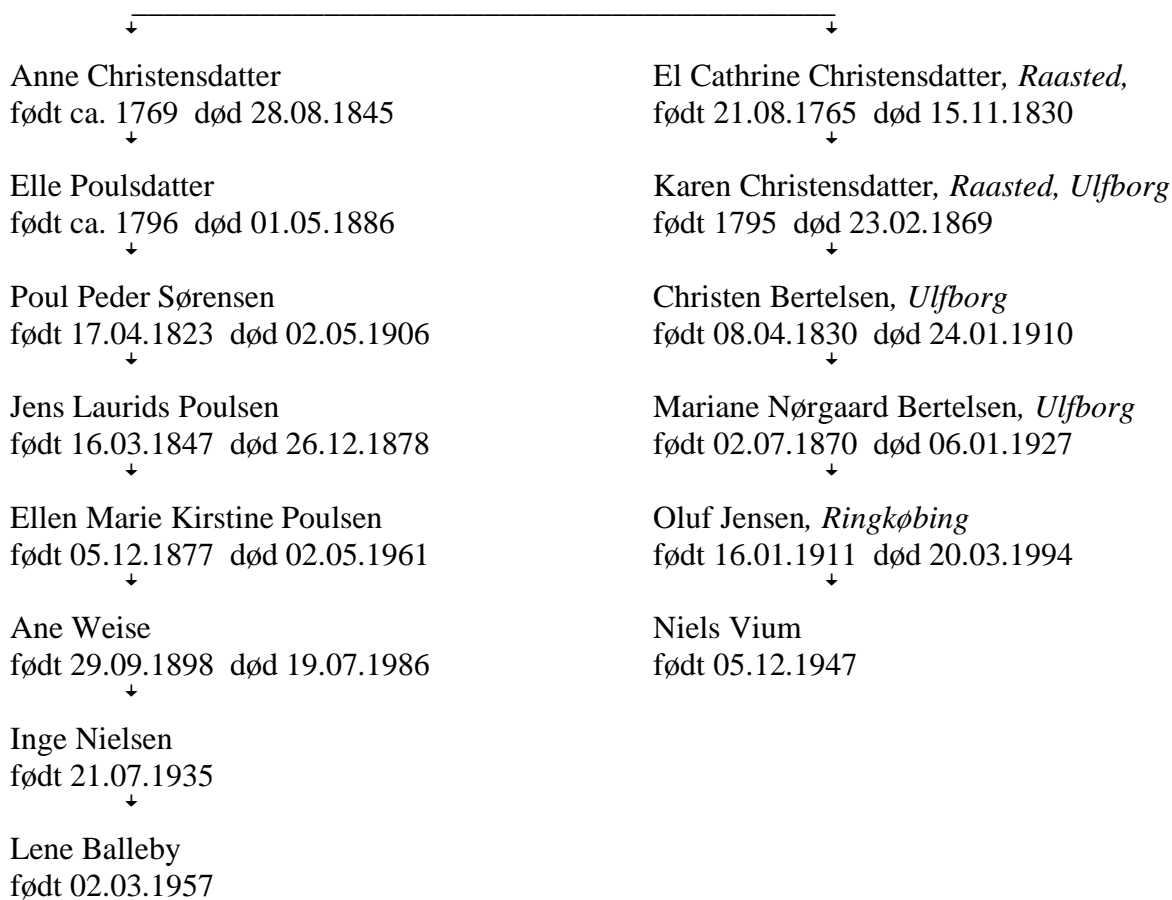 Anne Christensdatter
født ca. 1769 død 28.08.1845
Elle Poulsdatter
født ca. 1796 død 01.05.1886
Poul Peder Sørensen
født 17.04.1823 død 02.05.1906
Jens Laurids Poulsen
født 16.03.1847 død 26.12.1878
Ellen Marie Kirstine Poulsen
født 05.12.1877 død 02.05.1961
Ane Weise
født 29.09.1898 død 19.07.1986
Inge Nielsen
født 21.07.1935
Lene Balleby
født 02.03.1957
El Cathrine Christensdatter, Raasted,
født 21.08.1765 død 15.11.1830
Karen Christensdatter, Raasted, Ulfborg
født 1795 død 23.02.1869
Christen Bertelsen, Ulfborg
født 08.04.1830 død 24.01.1910
Mariane Nørgaard Bertelsen, Ulfborg
født 02.07.1870 død 06.01.1927
Oluf Jensen, Ringkøbing
født 16.01.1911 død 20.03.1994
Niels Vium
født 05.12.1947